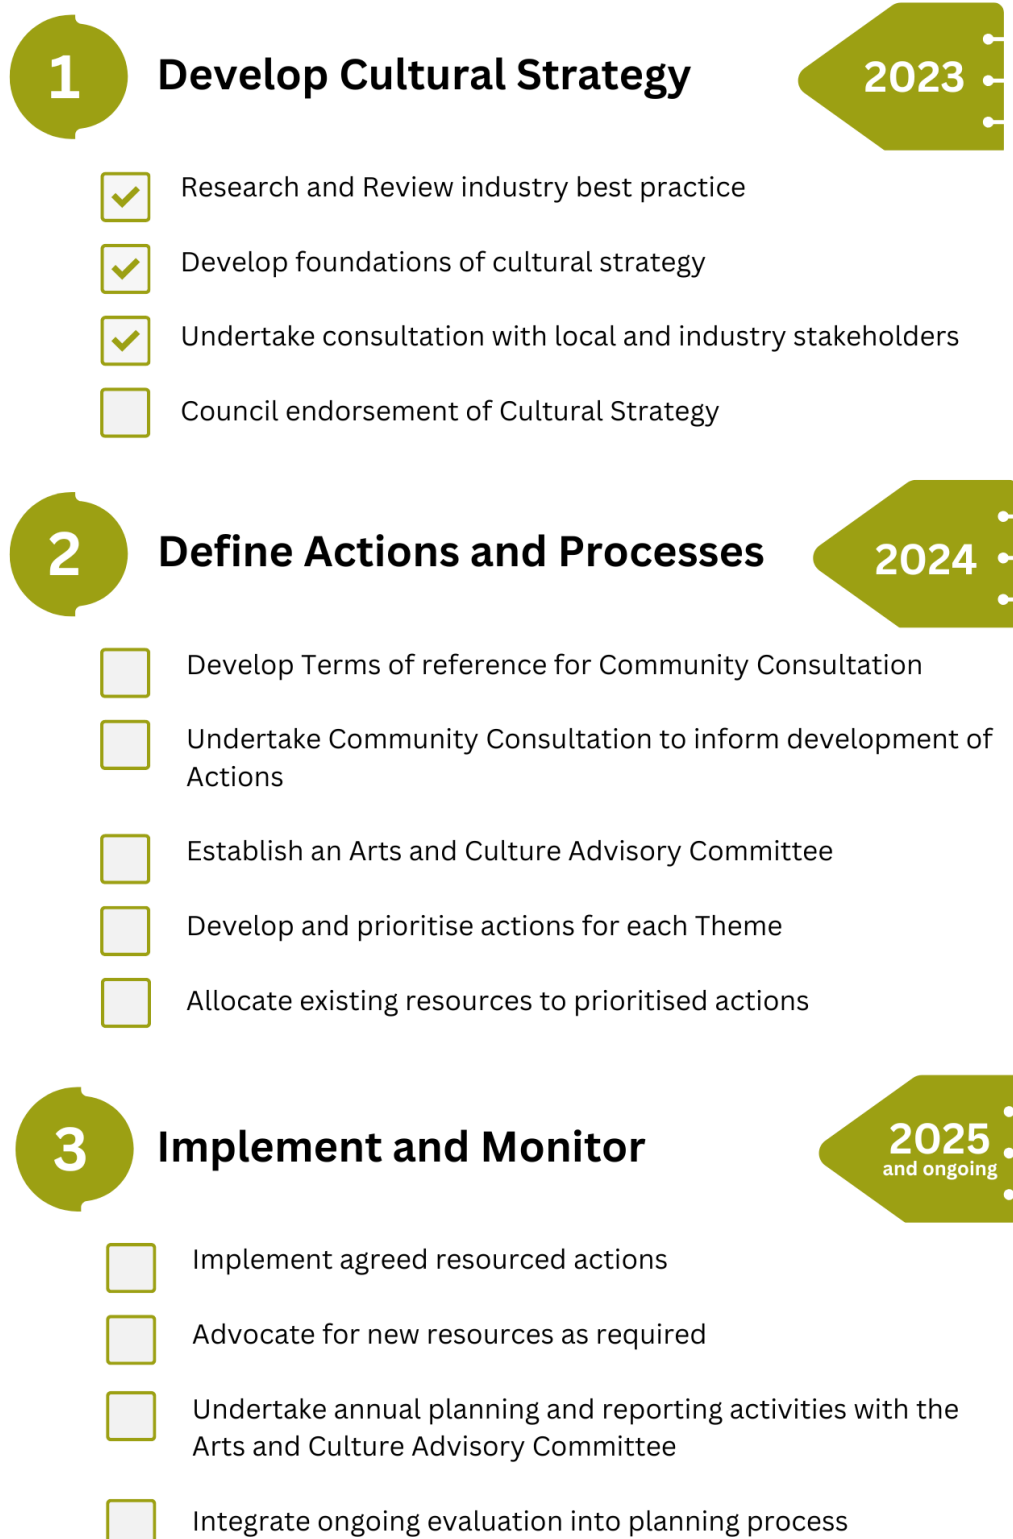 1
Develop Cultural Strategy
2023
Research and Review industry best practice
Develop foundations of cultural strategy
Undertake consultation with local and industry stakeholders
Council endorsement of Cultural Strategy
2
Define Actions and Processes
2024
Develop Terms of reference for Community Consultation
Undertake Community Consultation to inform development of
Actions
Establish an Arts and Culture Advisory Committee
Develop and prioritise actions for each Theme
Allocate existing resources to prioritised actions
3
Implement and Monitor
2025
and ongoing
Implement agreed resourced actions
Advocate for new resources as required
Undertake annual planning and reporting activities with the
Arts and Culture Advisory Committee
Integrate ongoing evaluation into planning process